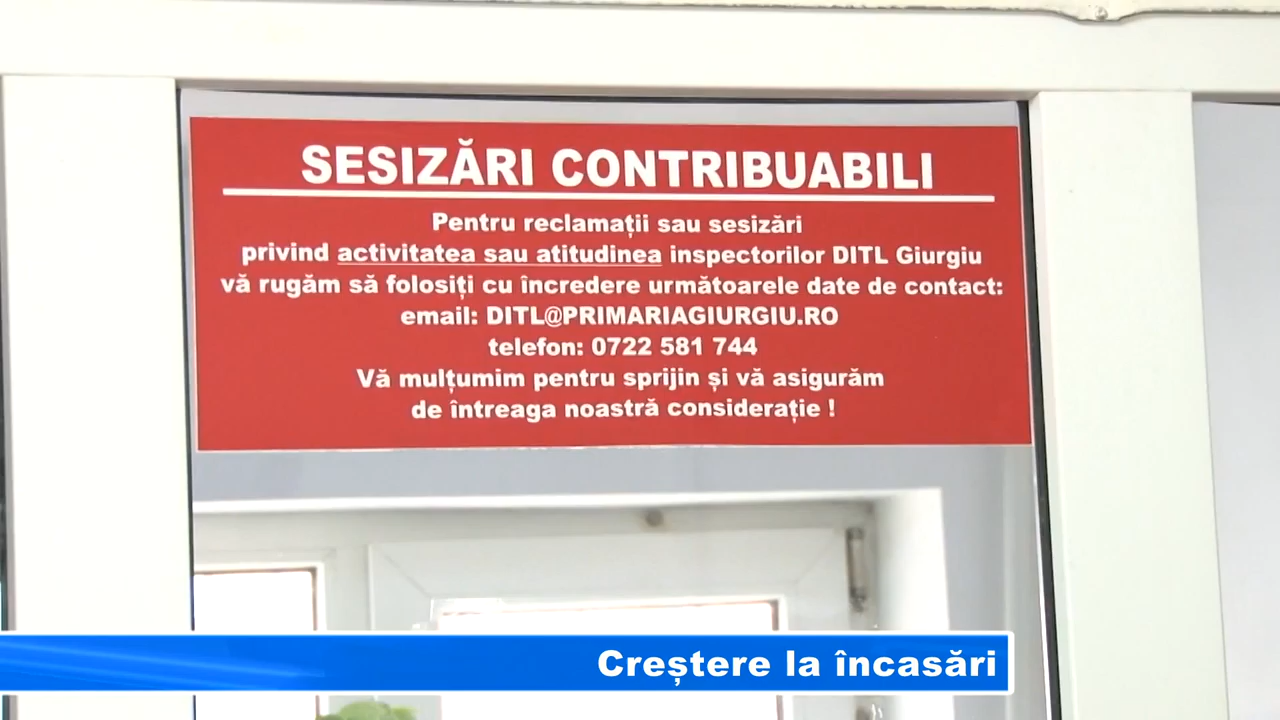 SESIZĂRI CONTRIBUABILI
Pentru reclamații sau sesizări
privind activitatea sau atitudinea inspectorilor DITL Giurgiu
vă rugăm să folosiți cu încredere următoarele date de contact:
email: DITL@PRIMARIAGIURGIU.RO
telefon: 0722 581 744
Vă mulțumim pentru sprijin și vă asigurăm
de întreaga noastră considerație !
Creștere la încasări